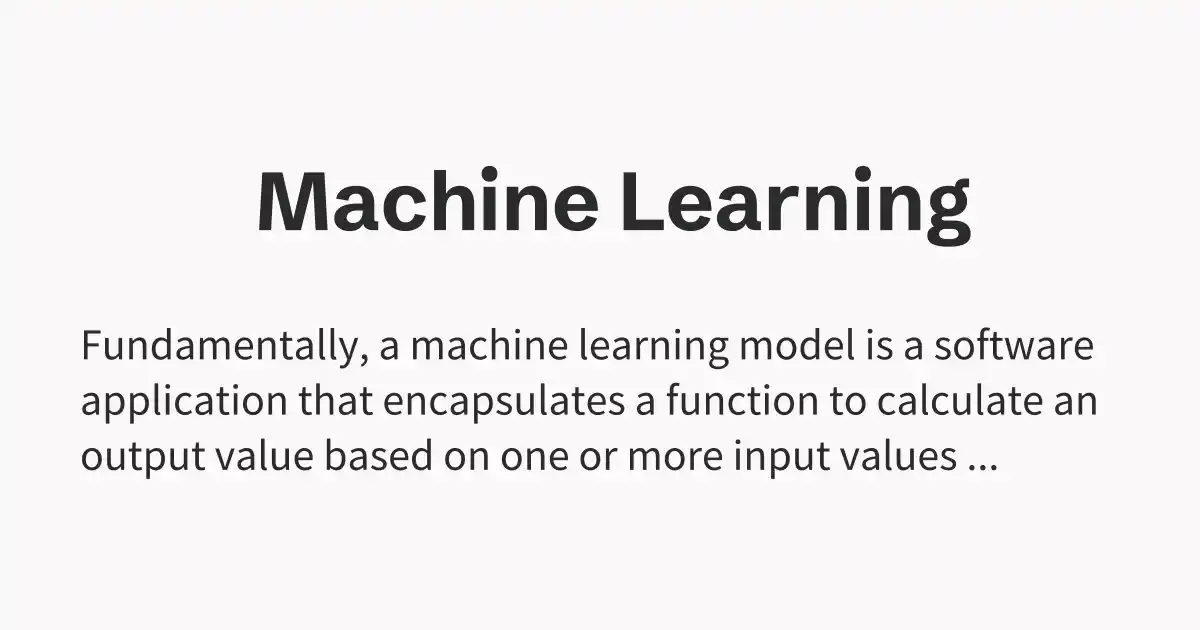 Machine Learning
Fundamentally, a machine learning model is a software
application that encapsulates a function to calculate an
output value based on one or more input values ...